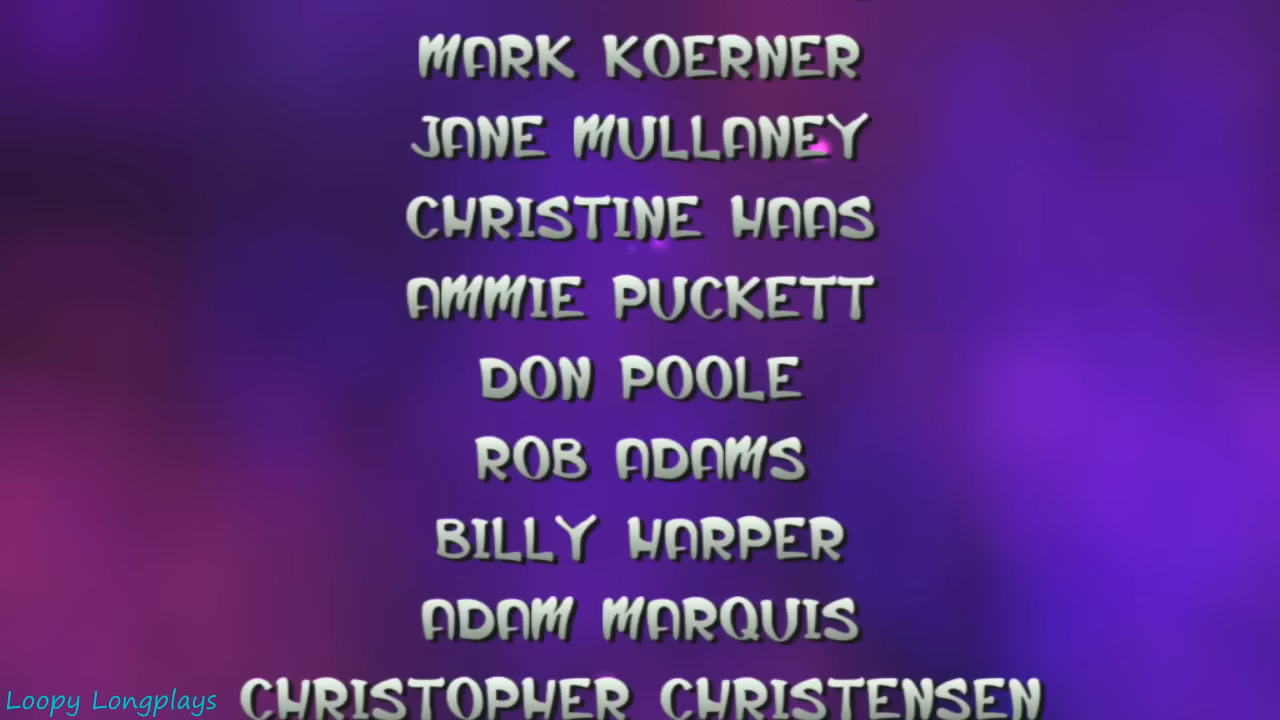 MARK KOERNER
JANE MULLANEY
CHRISTINE HAAS
AMMIE PUCKETT
DON POOLE
ROB ADAMS
BILLY HARPER
ADAM MARQUIS
CHRISTOPHER CHRISTENSEN
Loopy Longplays